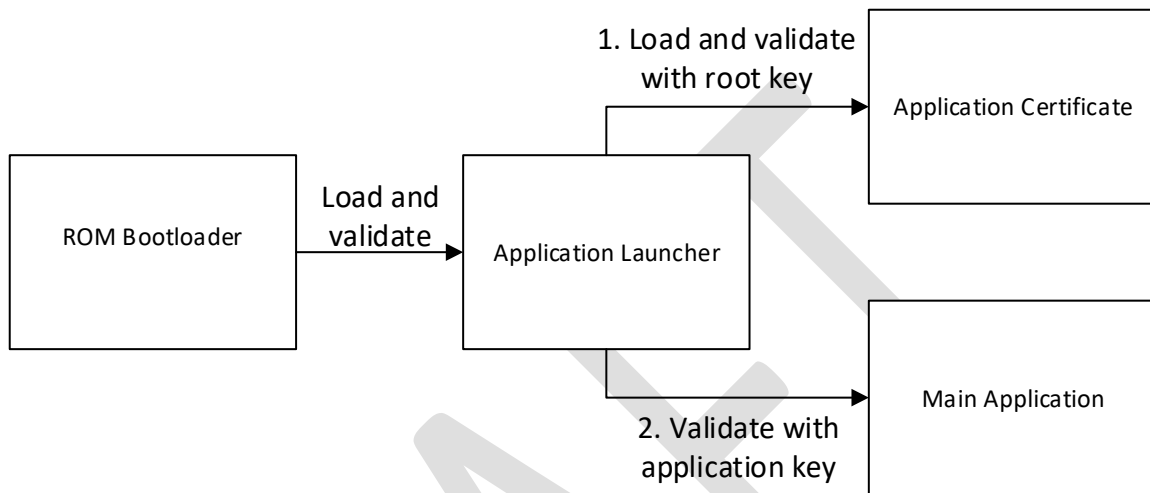 1. Load and validate
with root key
Application Certificate
Load and
validate
ROM Bootloader
Application Launcher
Main Application
2. Validate with
application key